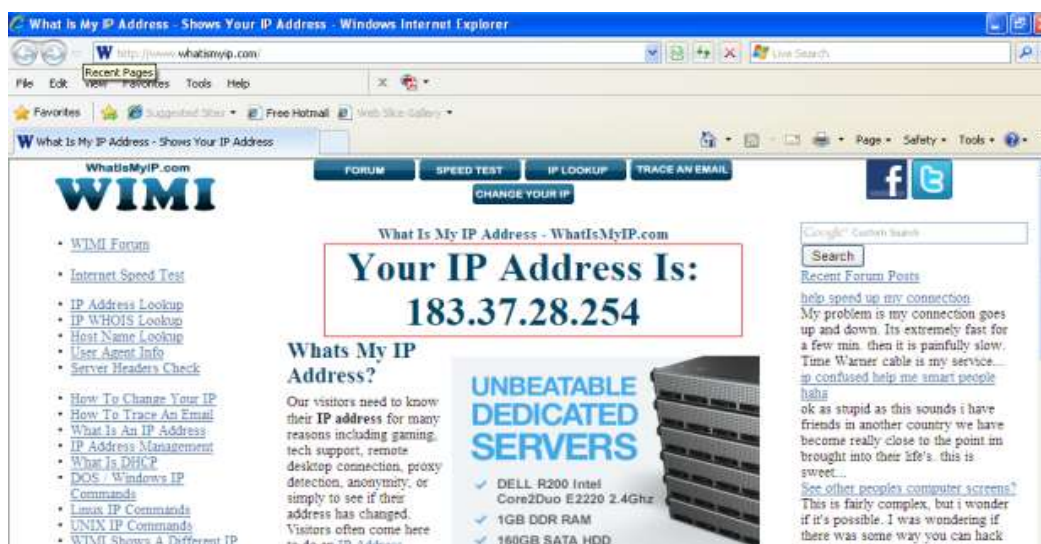 What Is My IP Address - Shows Your IP Address - Windows Internet Explorer
http://www.whatismyip.com/
Live Search
Recent Pages
File Edit View Favorites Tools Help
Favorites Suggested Sites Free Hotmail Web Slice Gallery
What Is My IP Address - Shows Your IP Address
Page Safety Tools
WhatIsMyIP.com
WIMI
FORUM SPEED TEST IP LOOKUP TRACE AN EMAIL
CHANGE YOUR IP
WIMI Forum
Internet Speed Test
IP Address Lookup
IP WHOIS Lookup
Host Name Lookup
User Agent Info
Server Headers Check
How To Change Your IP
How To Trace An Email
What Is An IP Address
IP Address Management
What Is DHCP
DOS / Windows IP
Commands
Linux IP Commands
UNIX IP Commands
WIMI Shows A Different IP
What Is My IP Address - WhatIsMyIP.com
Your IP Address Is:
183.37.28.254
Whats My IP
Address?
Our visitors need to know
their IP address for many
reasons including gaming,
tech support, remote
desktop connection, proxy
detection, anonymity, or
simply to see if their
address has changed.
Visitors often come here
to do an IP Address
UNBEATABLE
DEDICATED
SERVERS
DELL R200 Intel
Core2Duo E2220 2.4Ghz
1GB DDR RAM
160GB SATA HDD
Google Custom Search
Search
Recent Forum Posts
help speed up my connection
My problem is my connection goes
up and down. Its extremely fast for
a few min. then it is painfully slow.
Time Warner cable is my service...
ip confused help me smart people
haha
ok as stupid as this sounds i have
friends in another country we have
become really close to the point im
brought into their life's. this is
sweet...
See other peoples computer screens?
This is fairly complex, but i wonder
if it's possible. I was wondering if
there was some way you can hack